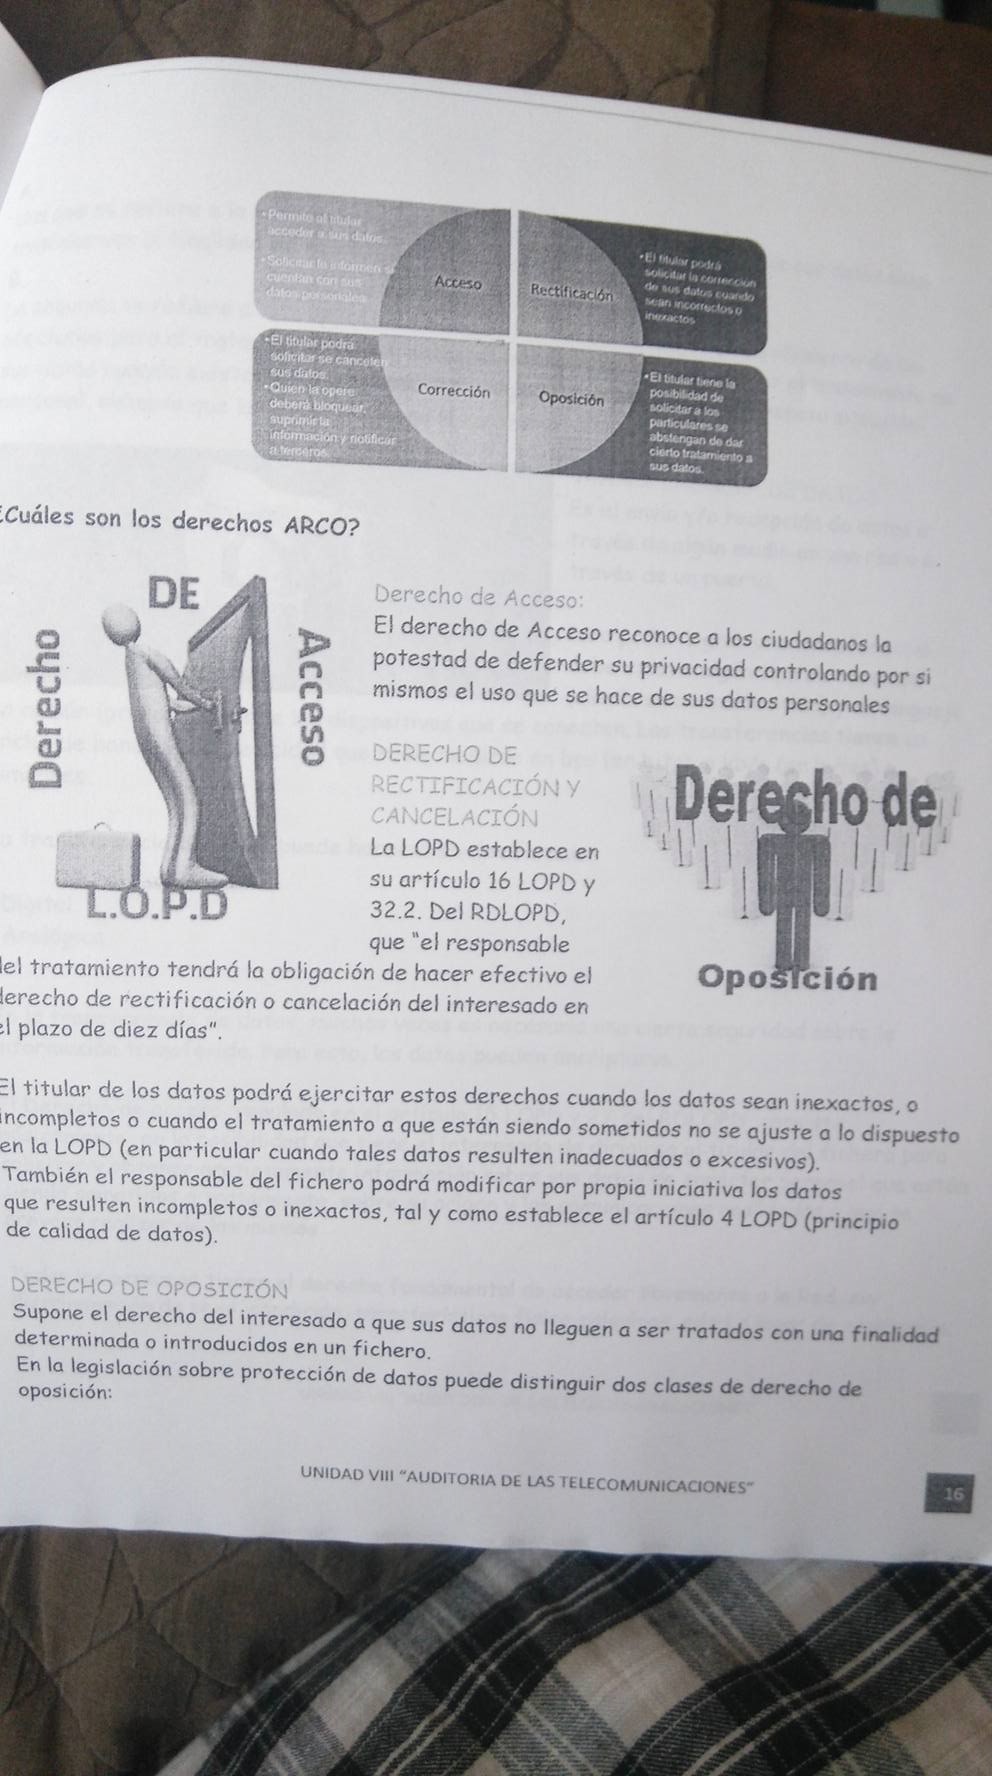 •Permite al titular
acceder a sus datos.
•Solicitar le informen si
cuentan con sus
datos personales
Acceso
Rectificación
•El titular podrá
solicitar la corrección
de sus datos cuando
sean incorrectos o
inexactos
•El titular podrá
solicitar se cancelen
sus datos.
•Quien la opere
deberá bloquear,
suprimir la
información y notificar
a terceros.
Corrección
Oposición
•El titular tiene la
posibilidad de
solicitar a los
particulares se
abstengan de dar
cierto tratamiento a
sus datos.
¿Cuáles son los derechos ARCO?
Derecho
DE
Acceso
L.O.P.D
Derecho de Acceso:
El derecho de Acceso reconoce a los ciudadanos la
potestad de defender su privacidad controlando por si
mismos el uso que se hace de sus datos personales
DERECHO DE
RECTIFICACIÓN Y
CANCELACIÓN
La LOPD establece en
su artículo 16 LOPD y
32.2. Del RDLOPD,
que "el responsable
del tratamiento tendrá la obligación de hacer efectivo el
derecho de rectificación o cancelación del interesado en
el plazo de diez días".
Derecho de
Oposición
El titular de los datos podrá ejercitar estos derechos cuando los datos sean inexactos, o
incompletos o cuando el tratamiento a que están siendo sometidos no se ajuste a lo dispuesto
en la LOPD (en particular cuando tales datos resulten inadecuados o excesivos).
También el responsable del fichero podrá modificar por propia iniciativa los datos
que resulten incompletos o inexactos, tal y como establece el artículo 4 LOPD (principio
de calidad de datos).
DERECHO DE OPOSICIÓN
Supone el derecho del interesado a que sus datos no lleguen a ser tratados con una finalidad
determinada o introducidos en un fichero.
En la legislación sobre protección de datos puede distinguir dos clases de derecho de
oposición:
UNIDAD VIII "AUDITORIA DE LAS TELECOMUNICACIONES"
16